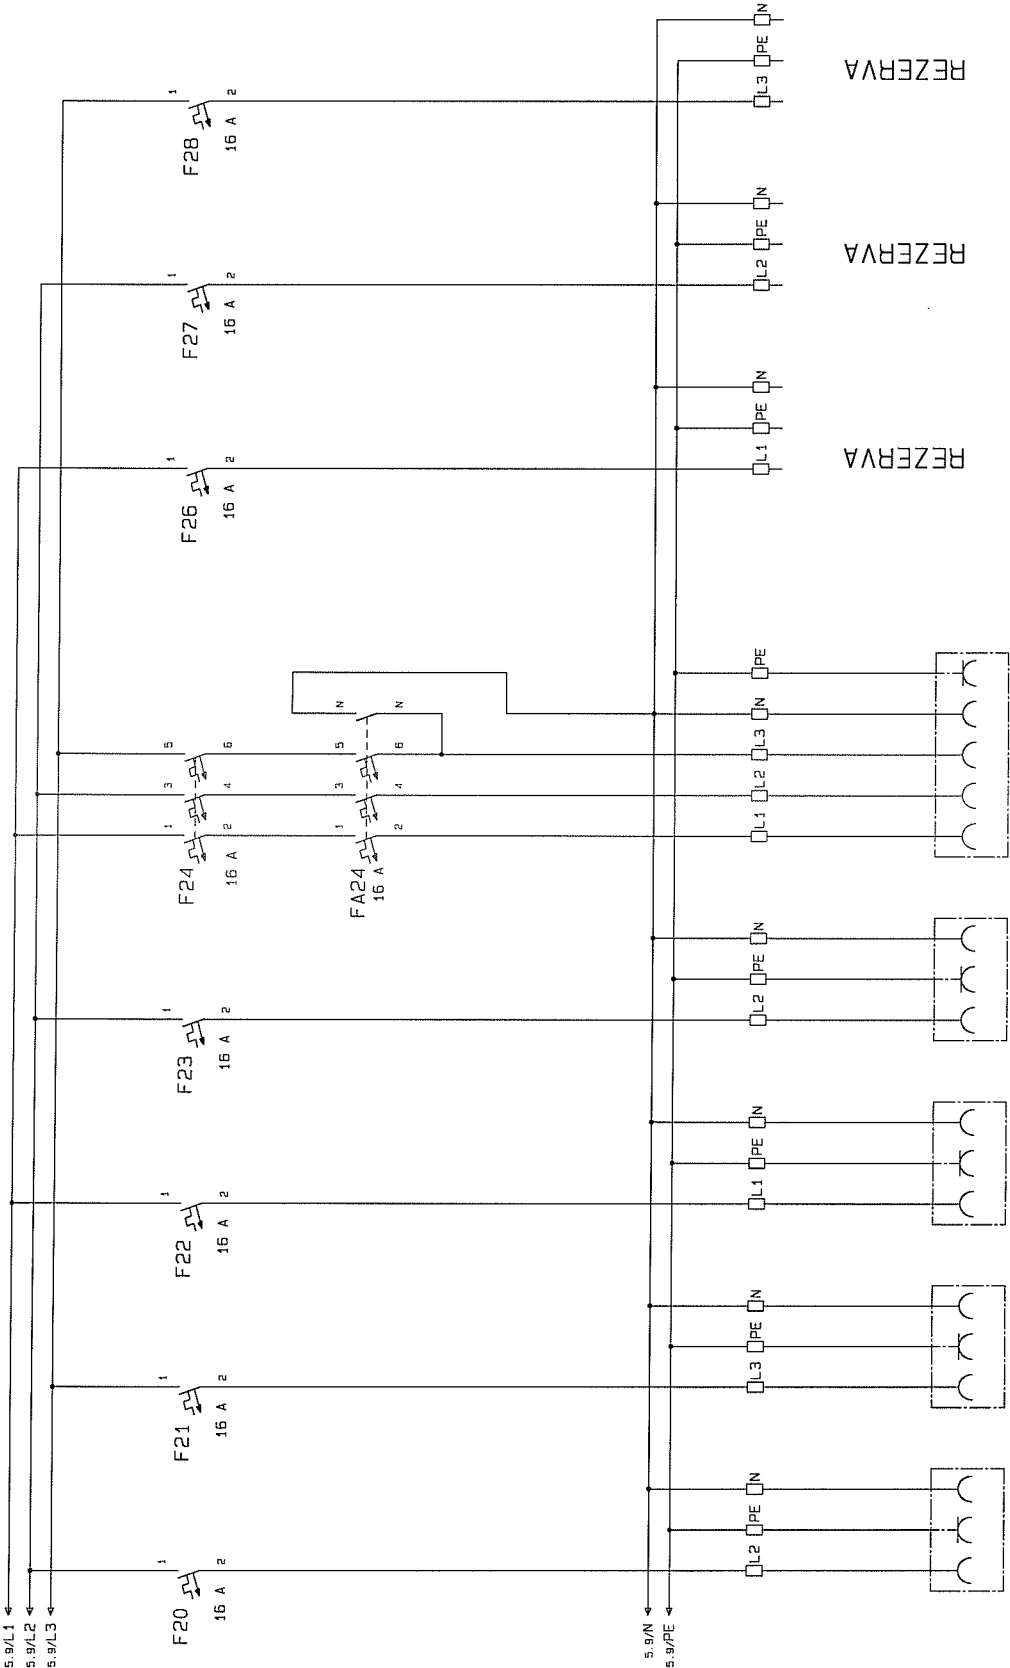 5.9/L1
5.9/L2
5.9/L3
1
F20
16 A
2
1
F21
16 A
2
1
F22
16 A
2
1
F23
16 A
2
1
3
5
F24
16 A
2
4
6
1
3
5
N
FA24
16 A
2
4
6
N
1
F26
16 A
2
1
F27
16 A
2
1
F28
16 A
2
5.9/N
5.9/PE
L2
PE
N
L3
PE
N
L1
PE
N
L2
PE
N
L1
L2
L3
N
PE
L1
PE
N
L2
PE
N
L3
PE
N
REZERVA
REZERVA
REZERVA